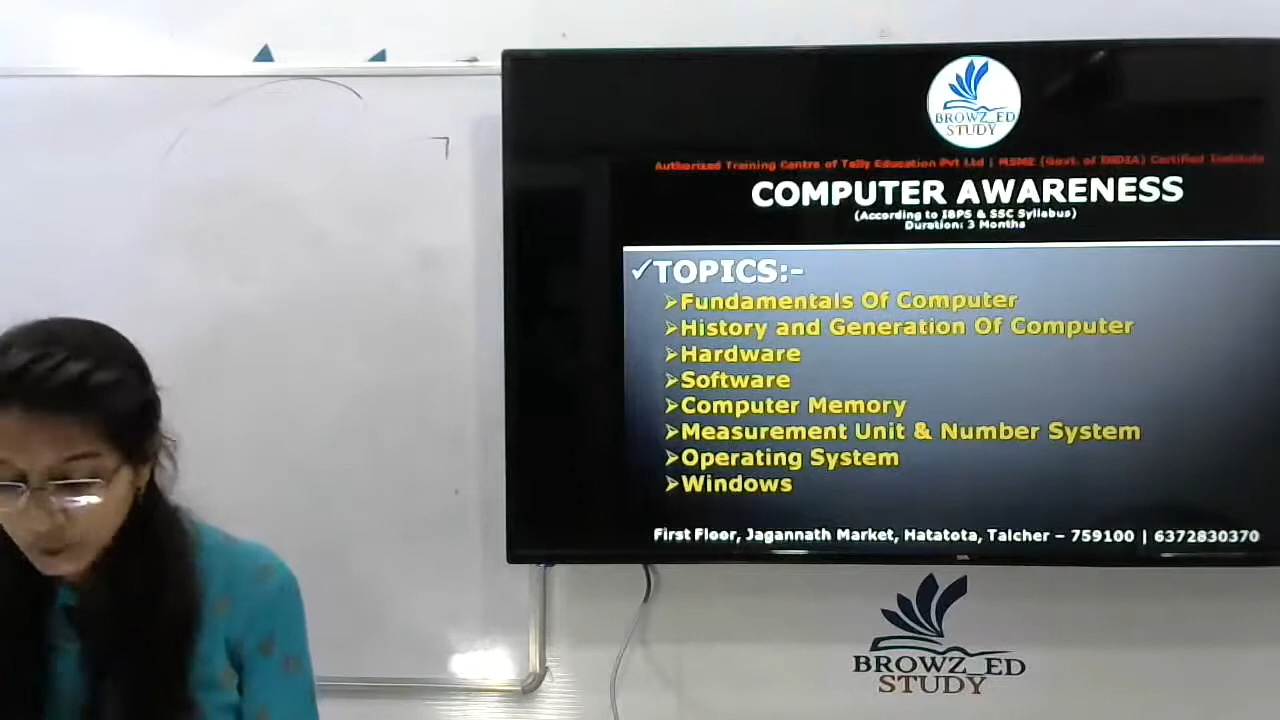 BROWZ_ED
STUDY
Authorized Training Centre of Tally Education Pvt Ltd | MSME (Govt. of INDIA) Certified Institute
COMPUTER AWARENESS
(According to IBPS & SSC Syllabus)
Duration: 3 Months
✓TOPICS:-
➢Fundamentals Of Computer
➢History and Generation Of Computer
➢Hardware
➢Software
➢Computer Memory
➢Measurement Unit & Number System
➢Operating System
➢Windows
First Floor, Jagannath Market, Hatatota, Talcher – 759100 | 6372830370
BROWZ_ED
STUDY